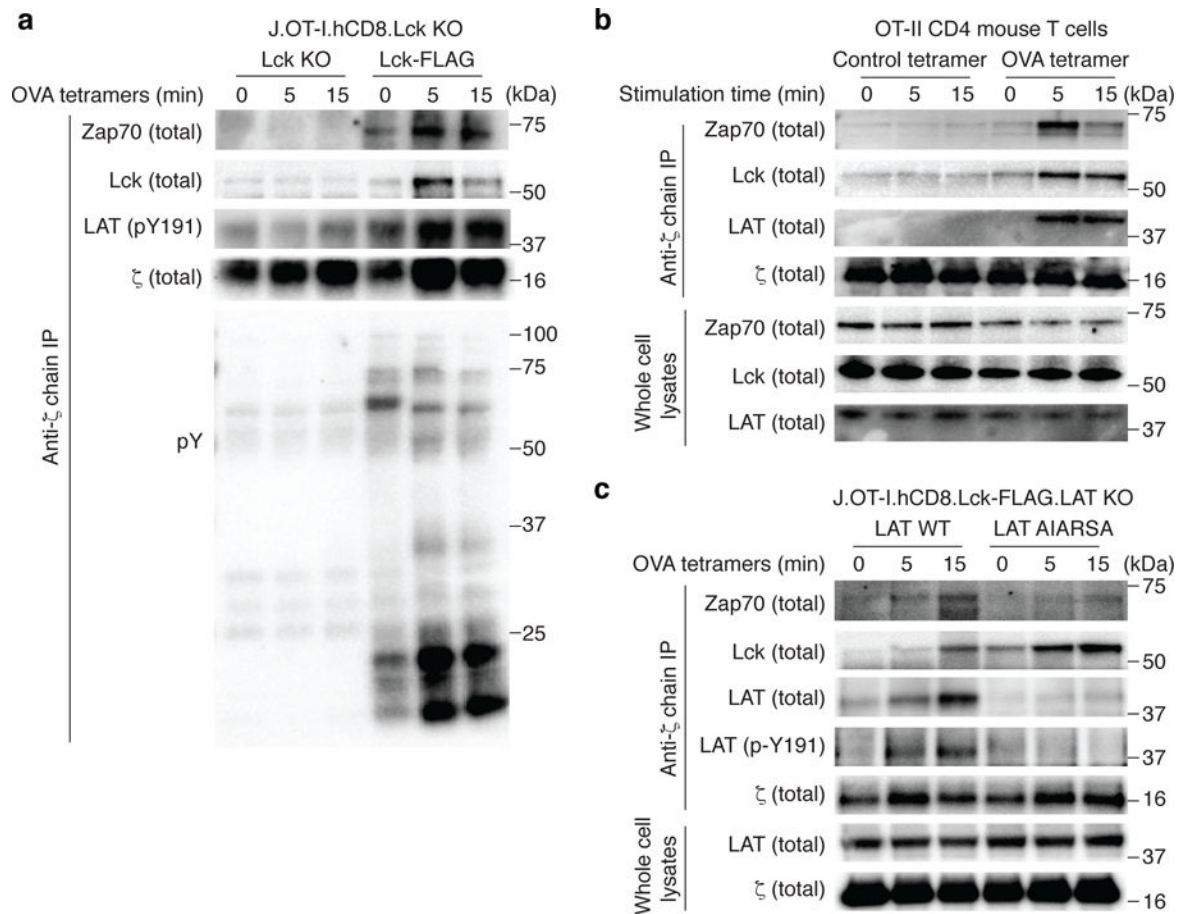 a
J.OT-I.hCD8.Lck KO
Lck KO Lck-FLAG
OVA tetramers (min) 0 5 15 0 5 15 (kDa)
Zap70 (total) 75
Lck (total) 50
LAT (pY191) 37
ζ (total) 16
Anti-ζ chain IP
pY
100
75
50
37
25
b
OT-II CD4 mouse T cells
Control tetramer OVA tetramer
Stimulation time (min) 0 5 15 0 5 15 (kDa)
Anti-ζ chain IP
Zap70 (total) 75
Lck (total) 50
LAT (total) 37
ζ (total) 16
Whole cell
lysates
Zap70 (total) 75
Lck (total) 50
LAT (total) 37
c
J.OT-I.hCD8.Lck-FLAG.LAT KO
LAT WT LAT AIARSA
OVA tetramers (min) 0 5 15 0 5 15 (kDa)
Anti-ζ chain IP
Zap70 (total) 75
Lck (total) 50
LAT (total) 37
LAT (p-Y191) 37
ζ (total) 16
Whole cell
lysates
LAT (total) 37
ζ (total) 16